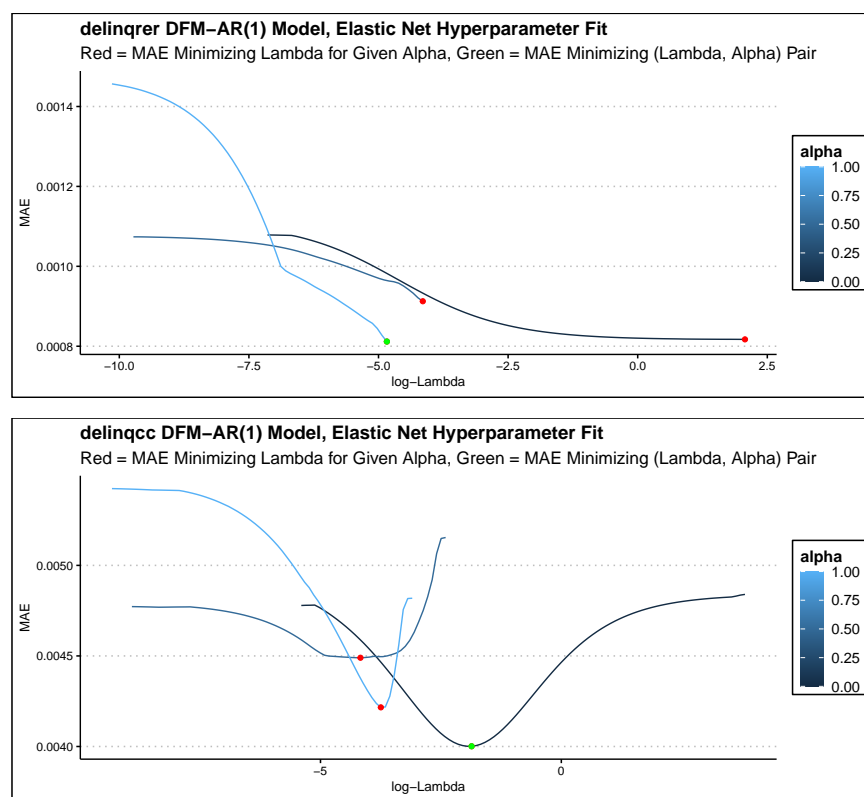 delinqrer DFM−AR(1) Model, Elastic Net Hyperparameter Fit
Red = MAE Minimizing Lambda for Given Alpha, Green = MAE Minimizing (Lambda, Alpha) Pair
0.0014
0.0012
0.0010
0.0008
MAE
−10.0 −7.5 −5.0 −2.5 0.0 2.5
log−Lambda
alpha
1.00
0.75
0.50
0.25
0.00
delinqcc DFM−AR(1) Model, Elastic Net Hyperparameter Fit
Red = MAE Minimizing Lambda for Given Alpha, Green = MAE Minimizing (Lambda, Alpha) Pair
0.0050
0.0045
0.0040
MAE
−5 0
log−Lambda
alpha
1.00
0.75
0.50
0.25
0.00